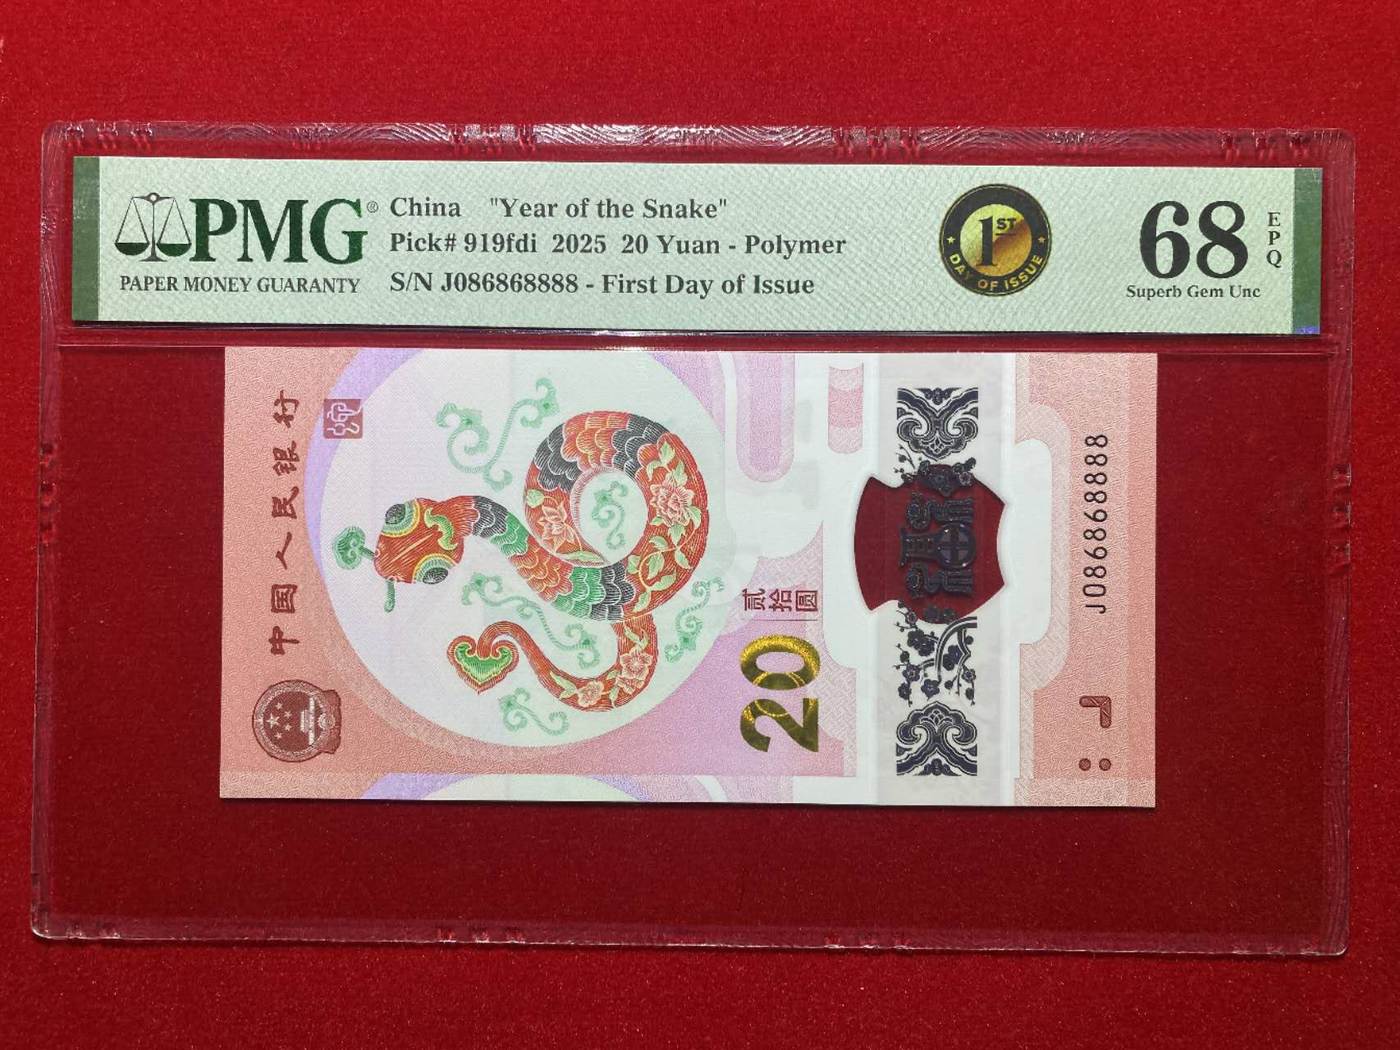 PMG®
PAPER MONEY GUARANTY
China "Year of the Snake"
Pick# 919fdi 2025 20 Yuan - Polymer
S/N J086868888 - First Day of Issue
1ST
DAY OF ISSUE
68
EPQ
Superb Gem Unc
中国人民银行
贰拾圆
20
J086868888